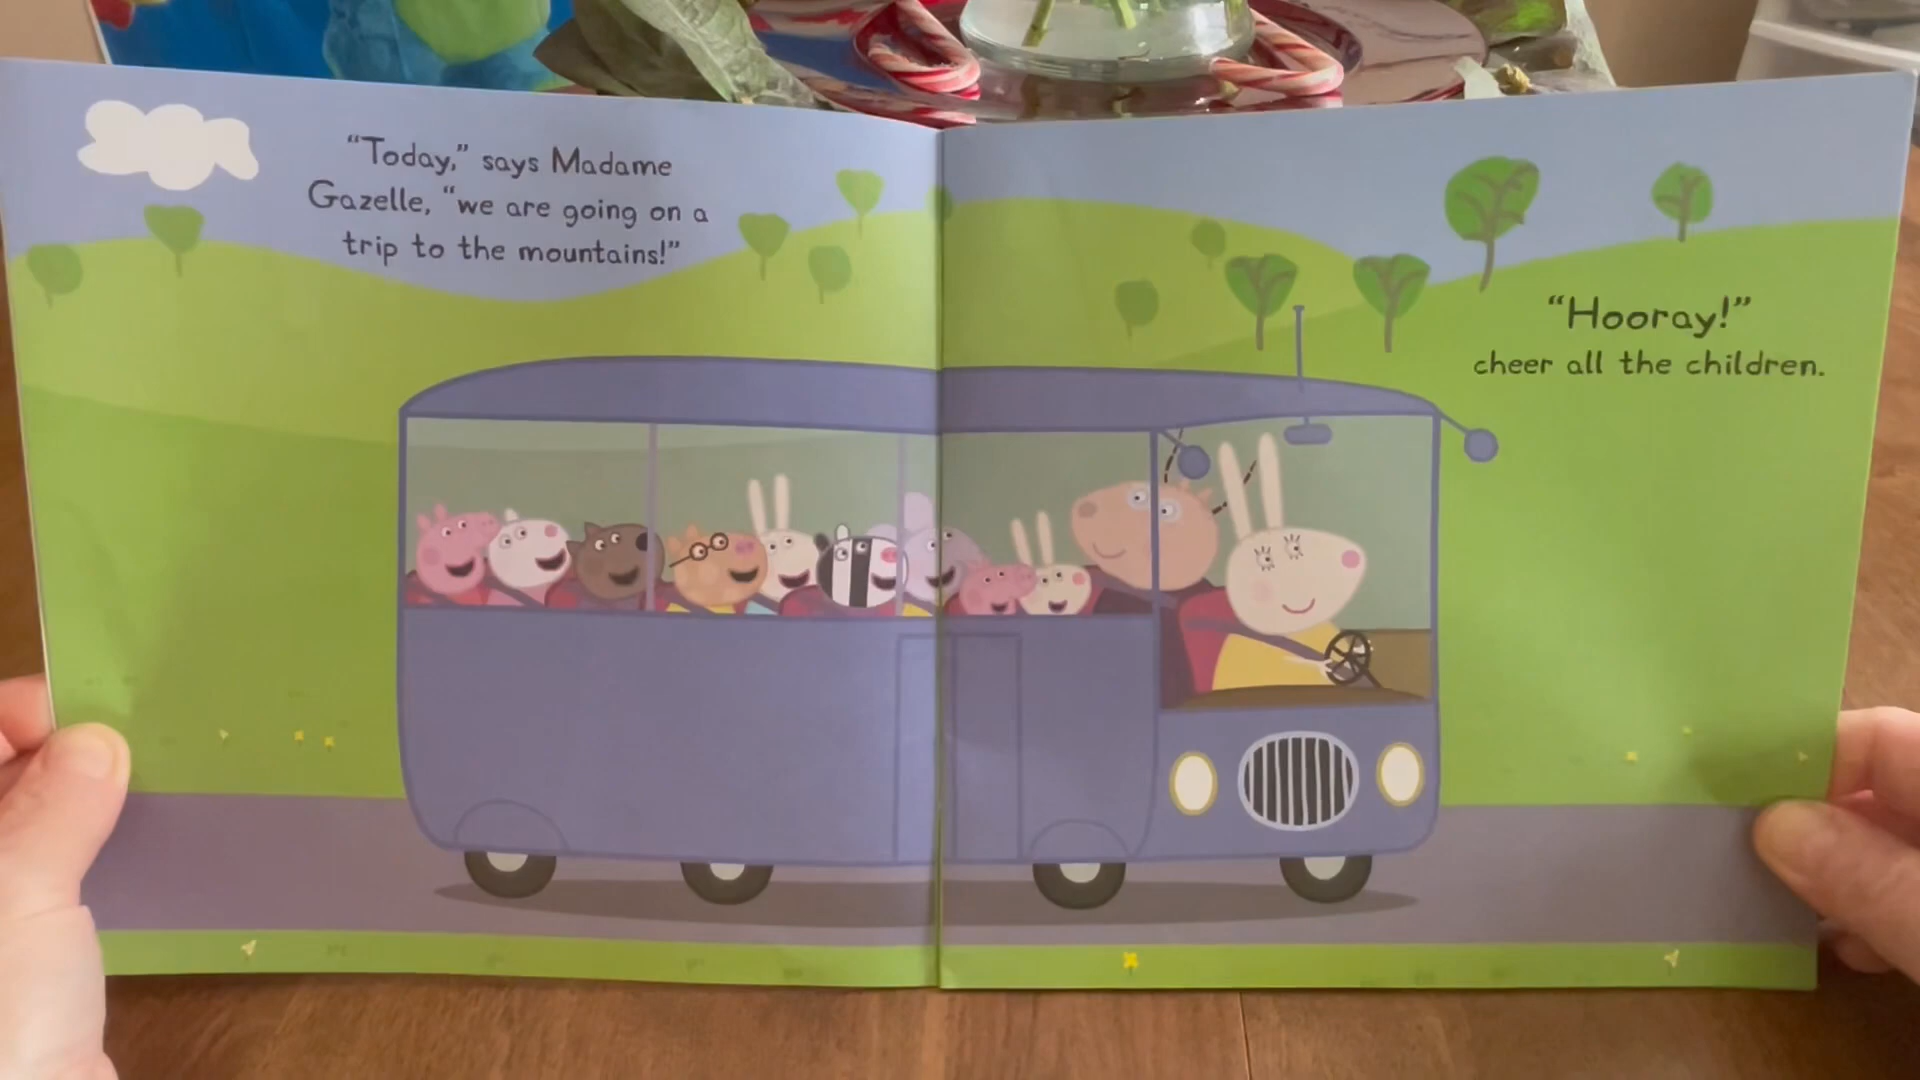 “Today,” says Madame
Gazelle, “we are going on a
trip to the mountains!”
“Hooray!”
cheer all the children.